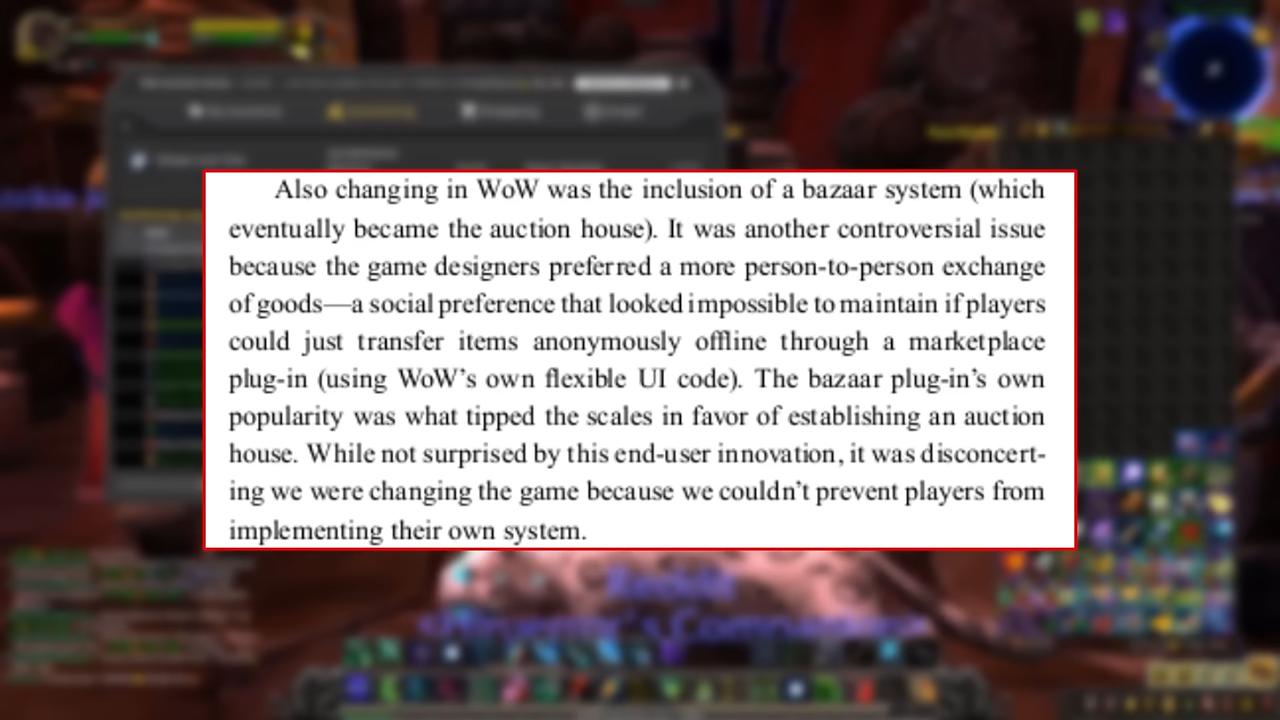 Also changing in WoW was the inclusion of a bazaar system (which
eventually became the auction house). It was another controversial issue
because the game designers preferred a more person-to-person exchange
of goods—a social preference that looked impossible to maintain if players
could just transfer items anonymously offline through a marketplace
plug-in (using WoW's own flexible UI code). The bazaar plug-in's own
popularity was what tipped the scales in favor of establishing an auction
house. While not surprised by this end-user innovation, it was disconcert-
ing we were changing the game because we couldn't prevent players from
implementing their own system.